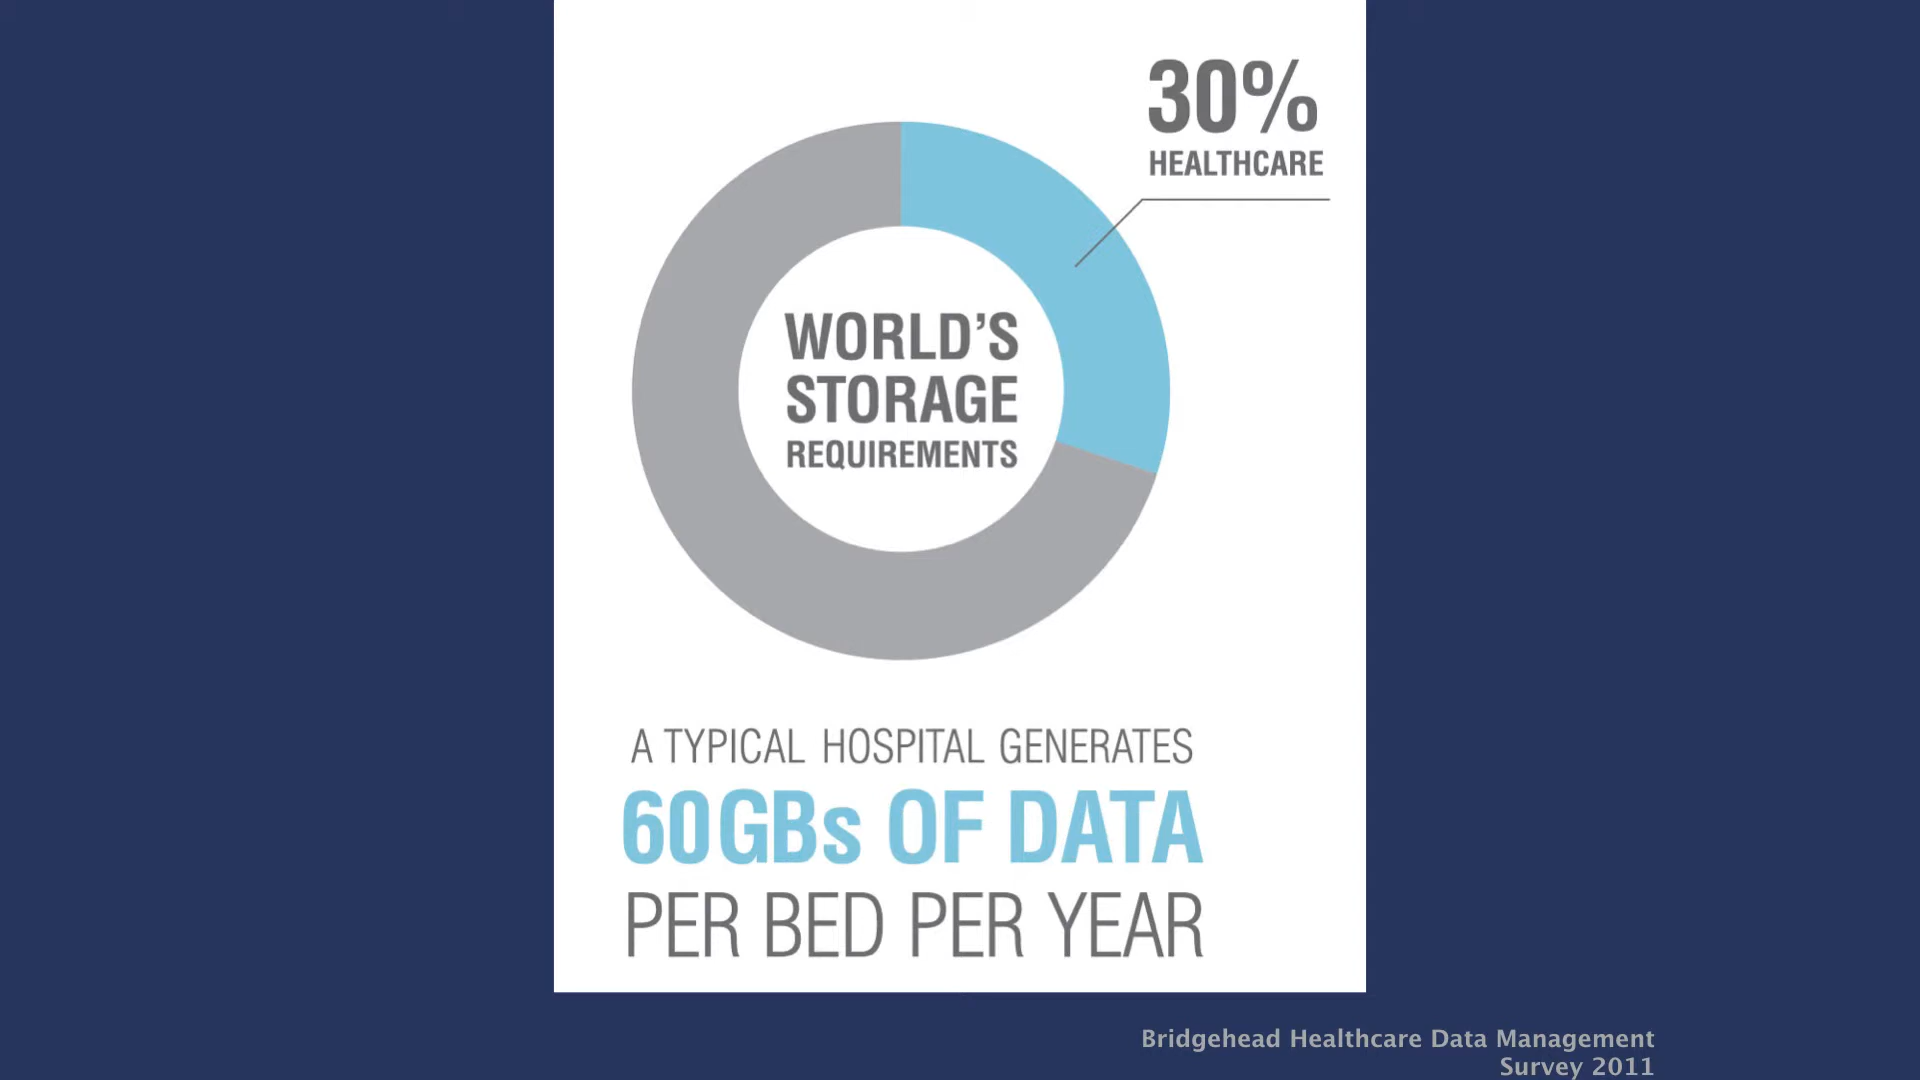 30%
HEALTHCARE
WORLD'S
STORAGE
REQUIREMENTS
A TYPICAL HOSPITAL GENERATES
60GBs OF DATA
PER BED PER YEAR
Bridgehead Healthcare Data Management
Survey 2011